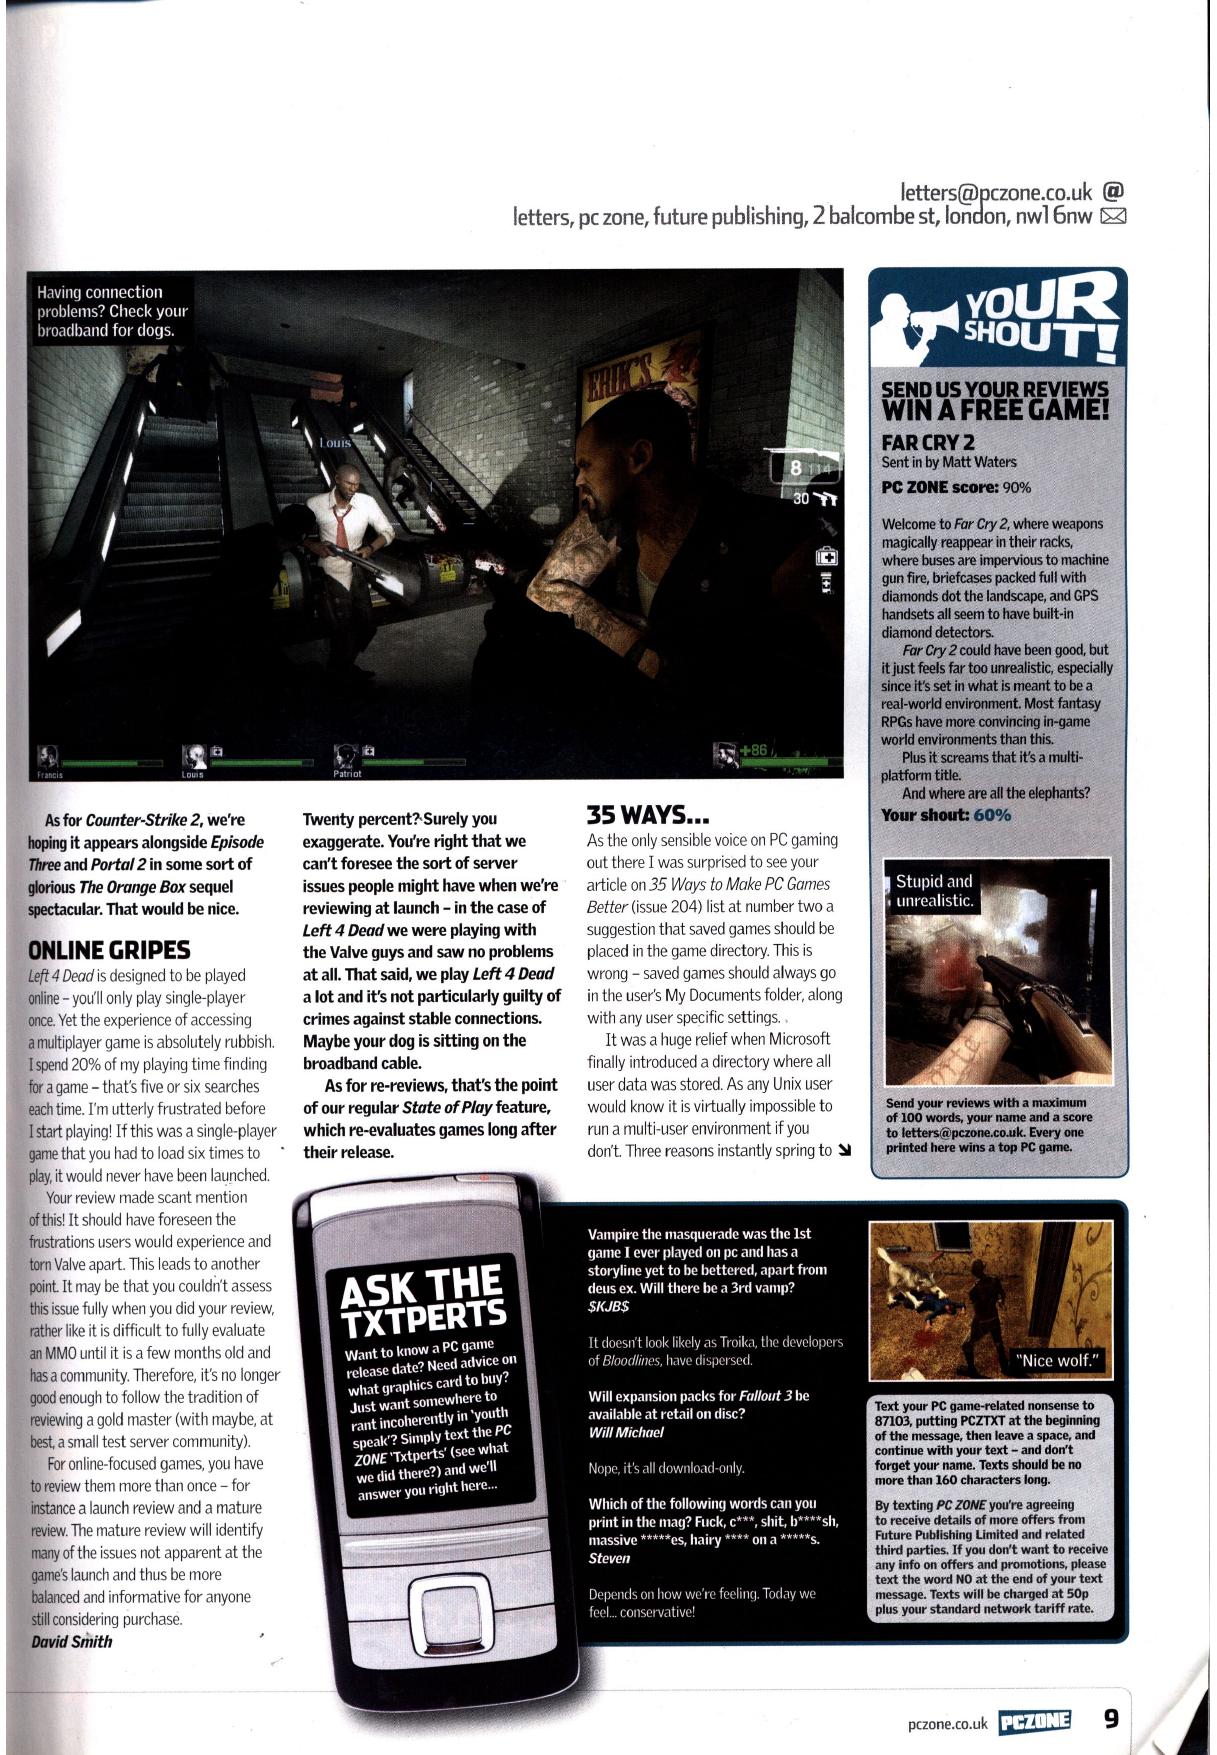 letters@pczone.co.uk @
letters, pc zone, future publishing, 2 balcombe st, london, nw1 6nw
Having connection
problems? Check your
broadband for dogs.
ERIK'S
Louis
8 114
30
Francis
Louis
Patriot
+86
As for Counter-Strike 2, we're
hoping it appears alongside Episode
Three and Portal 2 in some sort of
glorious The Orange Box sequel
spectacular. That would be nice.
ONLINE GRIPES
Left 4 Dead is designed to be played
online – you'll only play single-player
once. Yet the experience of accessing
a multiplayer game is absolutely rubbish.
I spend 20% of my playing time finding
for a game – that's five or six searches
each time. I'm utterly frustrated before
I start playing! If this was a single-player
game that you had to load six times to
play, it would never have been launched.
Your review made scant mention
of this! It should have foreseen the
frustrations users would experience and
torn Valve apart. This leads to another
point. It may be that you couldn't assess
this issue fully when you did your review,
rather like it is difficult to fully evaluate
an MMO until it is a few months old and
has a community. Therefore, it's no longer
good enough to follow the tradition of
reviewing a gold master (with maybe, at
best, a small test server community).
For online-focused games, you have
to review them more than once – for
instance a launch review and a mature
review. The mature review will identify
many of the issues not apparent at the
game's launch and thus be more
balanced and informative for anyone
still considering purchase.
David Smith
Twenty percent? Surely you
exaggerate. You're right that we
can't foresee the sort of server
issues people might have when we're
reviewing at launch – in the case of
Left 4 Dead we were playing with
the Valve guys and saw no problems
at all. That said, we play Left 4 Dead
a lot and it's not particularly guilty of
crimes against stable connections.
Maybe your dog is sitting on the
broadband cable.
As for re-reviews, that's the point
of our regular State of Play feature,
which re-evaluates games long after
their release.
35 WAYS...
As the only sensible voice on PC gaming
out there I was surprised to see your
article on 35 Ways to Make PC Games
Better (issue 204) list at number two a
suggestion that saved games should be
placed in the game directory. This is
wrong – saved games should always go
in the user's My Documents folder, along
with any user specific settings.
It was a huge relief when Microsoft
finally introduced a directory where all
user data was stored. As any Unix user
would know it is virtually impossible to
run a multi-user environment if you
don't. Three reasons instantly spring to
YOUR
SHOUT!
SEND US YOUR REVIEWS
WIN A FREE GAME!
FAR CRY 2
Sent in by Matt Waters
PC ZONE score: 90%
Welcome to Far Cry 2, where weapons
magically reappear in their racks,
where buses are impervious to machine
gun fire, briefcases packed full with
diamonds dot the landscape, and GPS
handsets all seem to have built-in
diamond detectors.
Far Cry 2 could have been good, but
it just feels far too unrealistic, especially
since it's set in what is meant to be a
real-world environment. Most fantasy
RPGs have more convincing in-game
world environments than this.
Plus it screams that it's a multi-
platform title.
And where are all the elephants?
Your shout: 60%
Stupid and
unrealistic.
Send your reviews with a maximum
of 100 words, your name and a score
to letters@pczone.co.uk. Every one
printed here wins a top PC game.
ASK THE
TXTPERTS
Want to know a PC game
release date? Need advice on
what graphics card to buy?
Just want somewhere to
rant incoherently in 'youth
speak'? Simply text the PC
ZONE 'Txtperts' (see what
we did there?) and we'll
answer you right here...
Vampire the masquerade was the 1st
game I ever played on pc and has a
storyline yet to be bettered, apart from
deus ex. Will there be a 3rd vamp?
$KJB$
It doesn't look likely as Troika, the developers
of Bloodlines, have dispersed.
Will expansion packs for Fallout 3 be
available at retail on disc?
Will Michael
Nope, it's all download-only.
Which of the following words can you
print in the mag? Fuck, c***, shit, b****sh,
massive *****es, hairy **** on a *****s.
Steven
Depends on how we're feeling. Today we
feel... conservative!
"Nice wolf."
Text your PC game-related nonsense to
87103, putting PCZTXT at the beginning
of the message, then leave a space, and
continue with your text – and don't
forget your name. Texts should be no
more than 160 characters long.
By texting PC ZONE you're agreeing
to receive details of more offers from
Future Publishing Limited and related
third parties. If you don't want to receive
any info on offers and promotions, please
text the word NO at the end of your text
message. Texts will be charged at 50p
plus your standard network tariff rate.
pczone.co.uk PCZONE 9